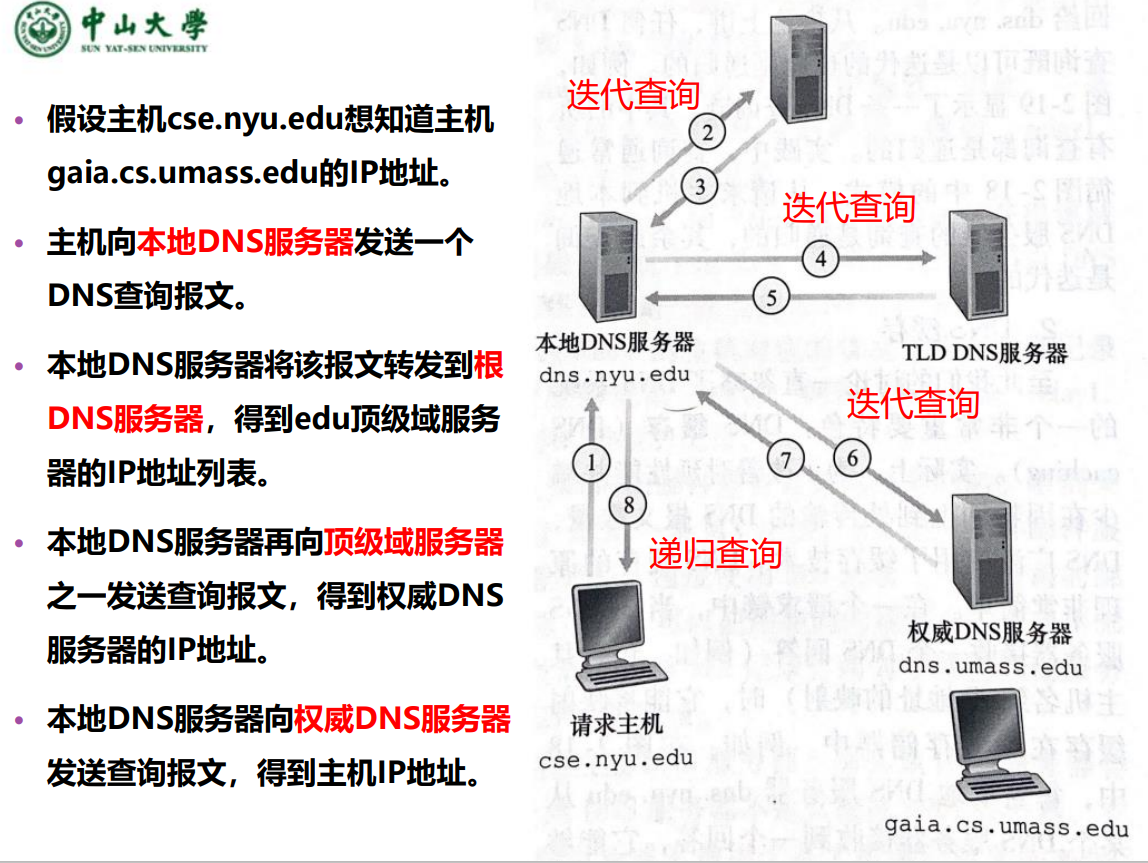 中山大學
SUN YAT-SEN UNIVERSITY
• 假设主机cse.nyu.edu想知道主机
gaia.cs.umass.edu的IP地址。
• 主机向本地DNS服务器发送一个
DNS查询报文。
• 本地DNS服务器将该报文转发到根
DNS服务器，得到edu顶级域服务
器的IP地址列表。
• 本地DNS服务器再向顶级域服务器
之一发送查询报文，得到权威DNS
服务器的IP地址。
• 本地DNS服务器向权威DNS服务器
发送查询报文，得到主机IP地址。
迭代查询
2
3
迭代查询
4
5
本地DNS服务器
dns.nyu.edu
TLD DNS服务器
迭代查询
1
7
6
8
递归查询
权威DNS服务器
dns.umass.edu
请求主机
cse.nyu.edu
gaia.cs.umass.edu